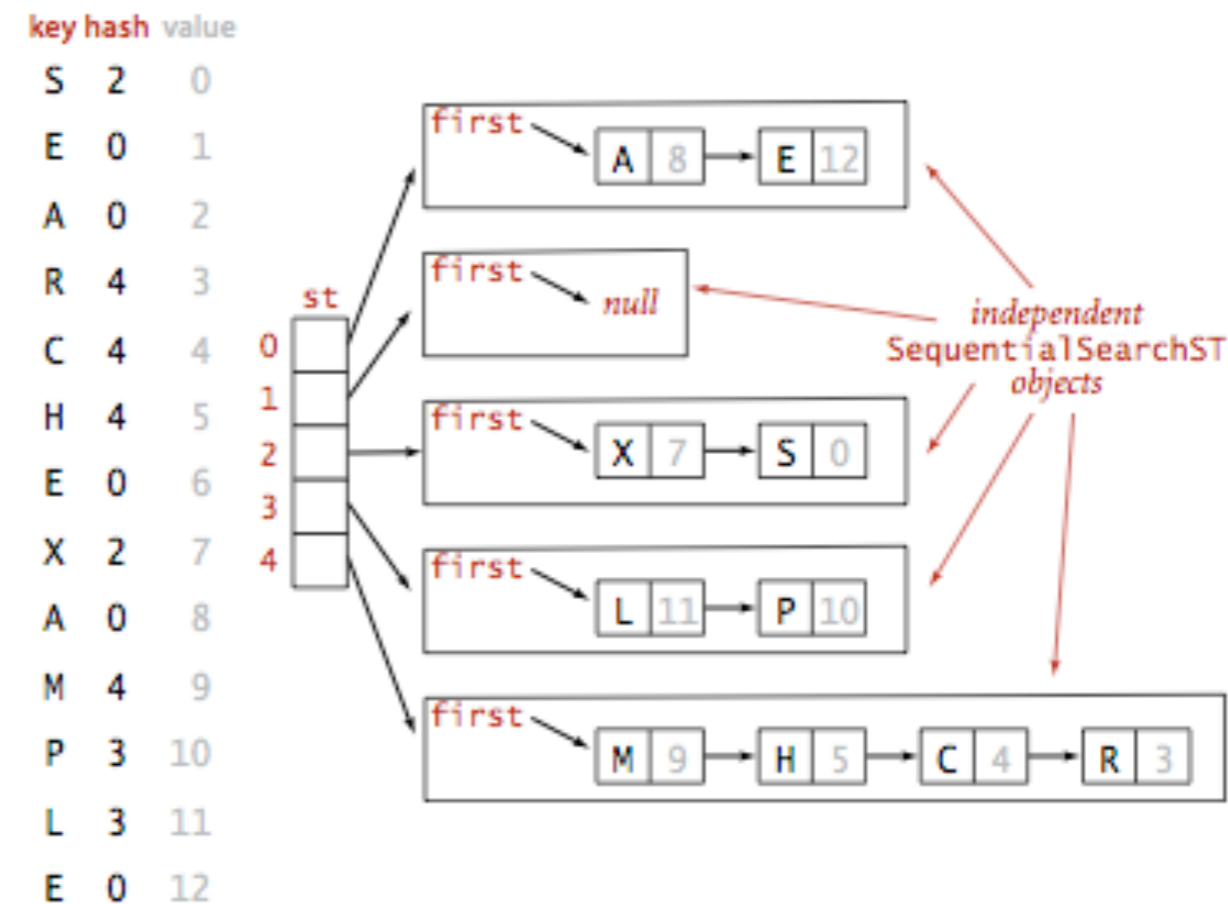 key hash value
S 2 0
E 0 1
A 0 2
R 4 3
C 4 4
H 4 5
E 0 6
X 2 7
A 0 8
M 4 9
P 3 10
L 3 11
E 0 12
st
0
1
2
3
4
first
A 8 E 12
first
null
first
X 7 S 0
first
L 11 P 10
first
M 9 H 5 C 4 R 3
independent
SequentialSearchST
objects